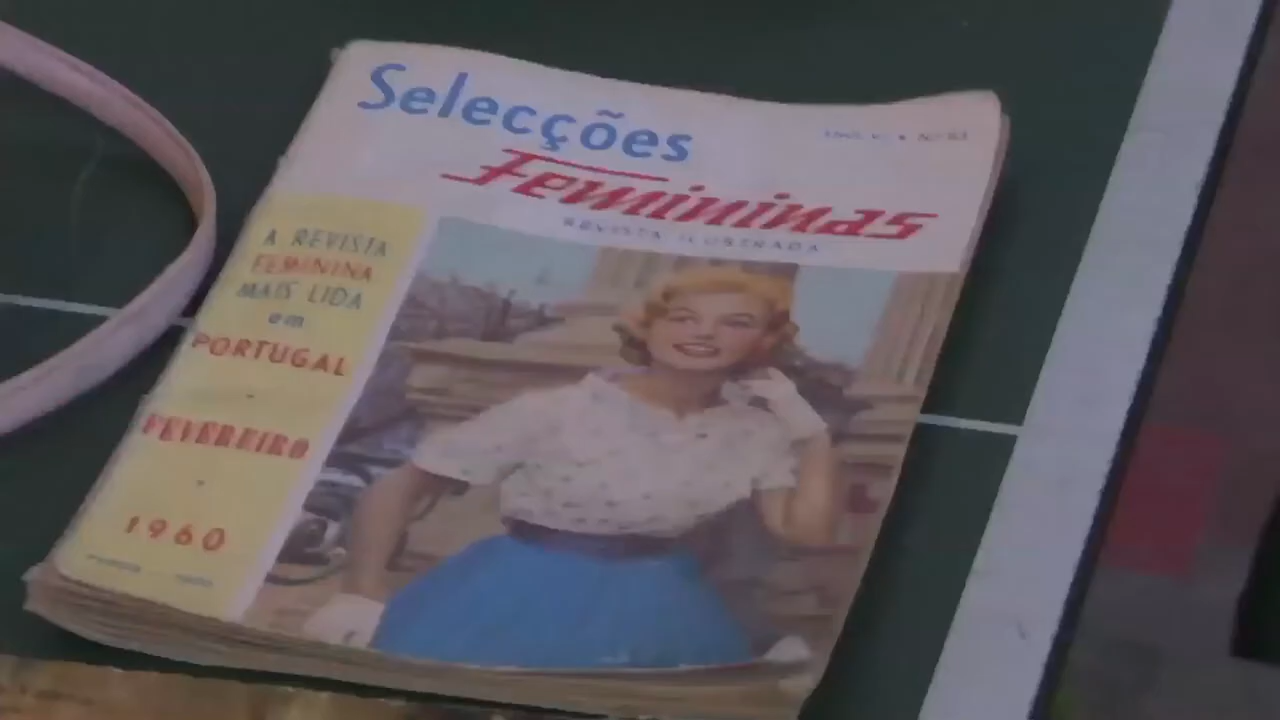 Selecções
Femininas
REVISTA ILUSTRADA
A REVISTA
FEMININA
MAIS LIDA
em
PORTUGAL
FEVEREIRO
1960